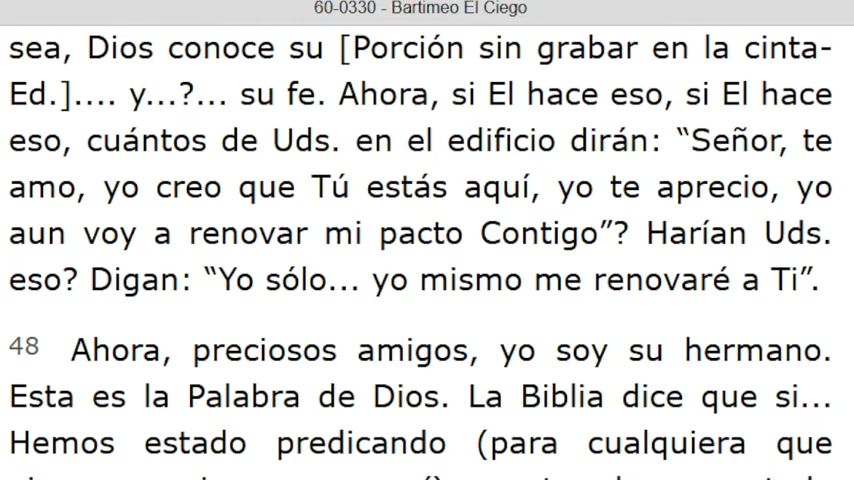 60-0330 - Bartimeo El Ciego
sea, Dios conoce su [Porción sin grabar en la cinta-
Ed.].... y...?... su fe. Ahora, si El hace eso, si El hace
eso, cuántos de Uds. en el edificio dirán: “Señor, te
amo, yo creo que Tú estás aquí, yo te aprecio, yo
aun voy a renovar mi pacto Contigo”? Harían Uds.
eso? Digan: “Yo sólo... yo mismo me renovaré a Ti”.
48 Ahora, preciosos amigos, yo soy su hermano.
Esta es la Palabra de Dios. La Biblia dice que si...
Hemos estado predicando (para cualquiera que